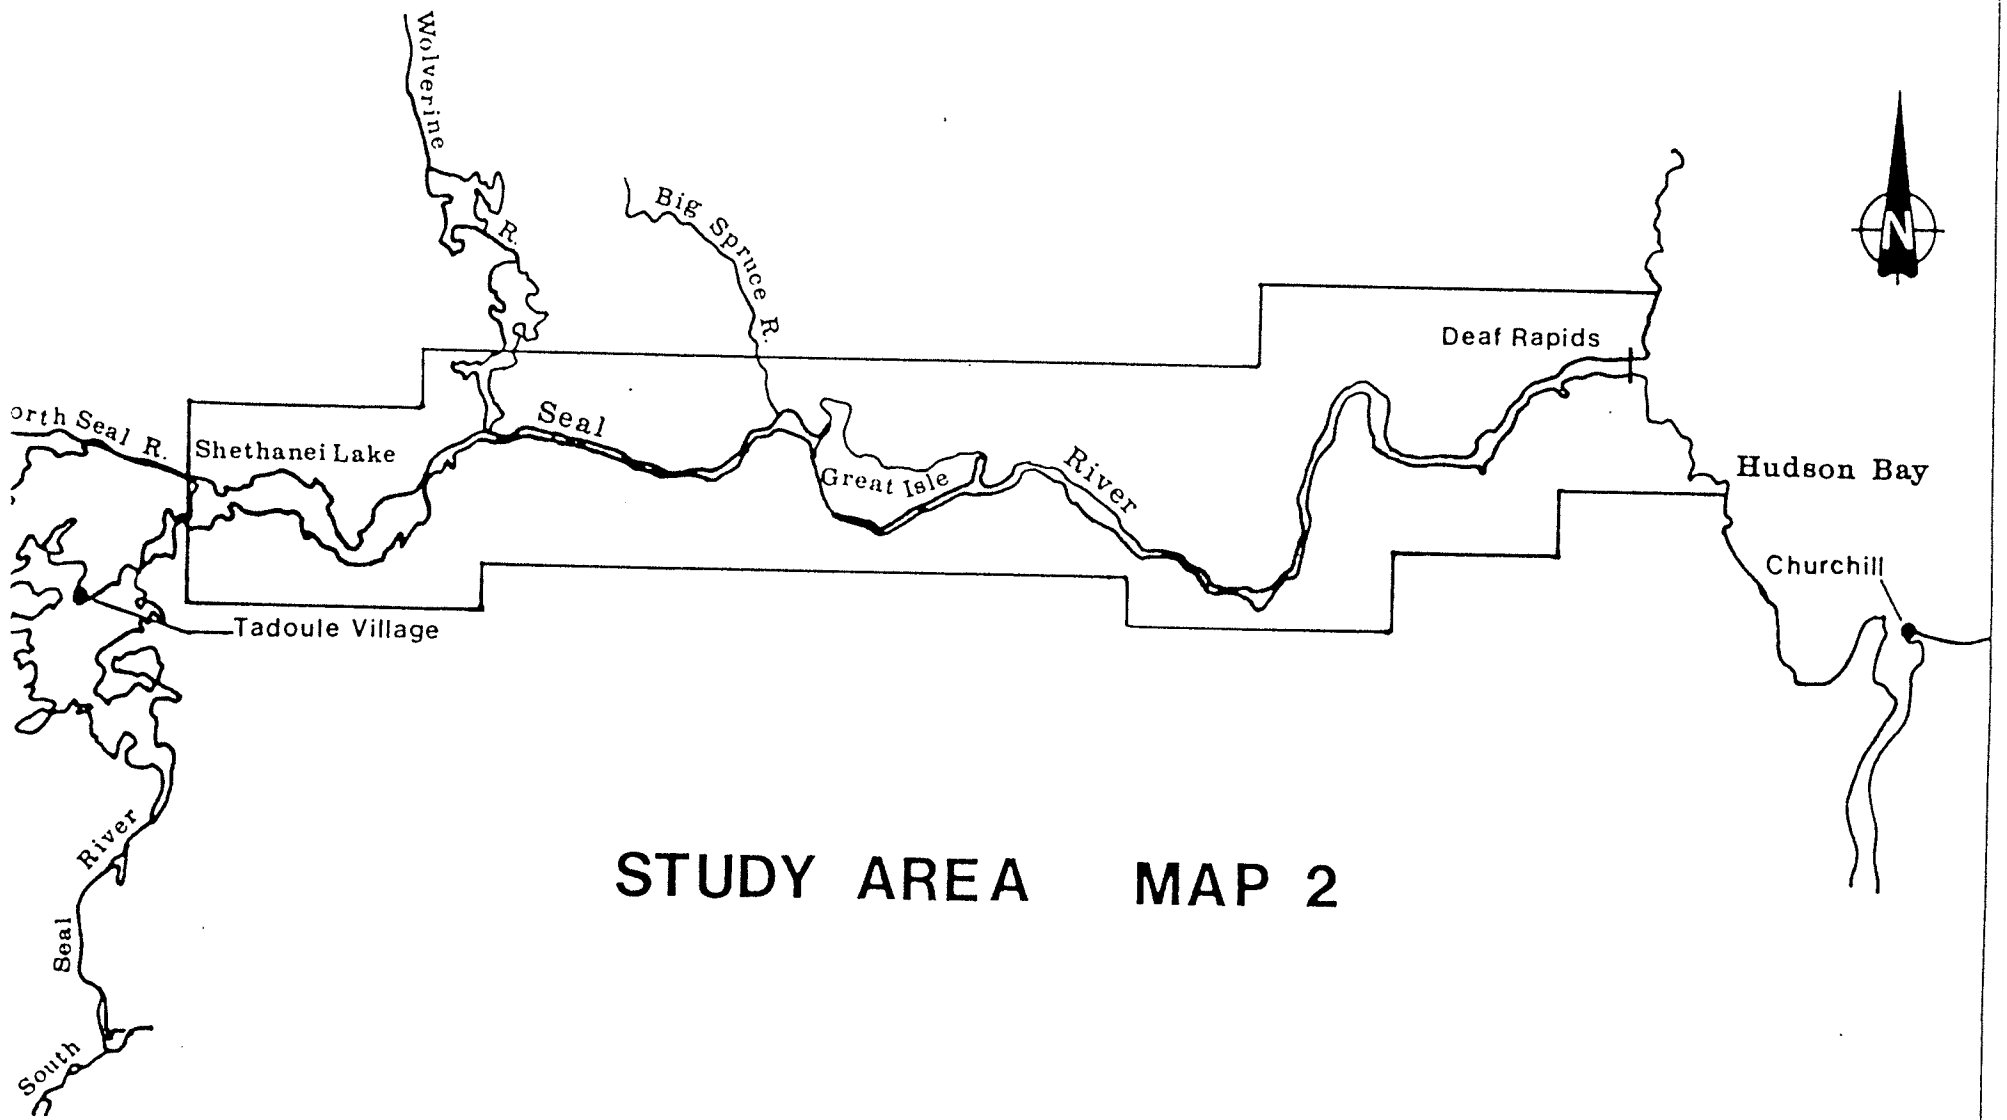 Wolverine
R.
Big Spruce R.
N
Deaf Rapids
orth Seal R.
Shethanei Lake
Seal
River
Great Isle
Hudson Bay
Churchill
Tadoule Village
South Seal River
STUDY AREA MAP 2